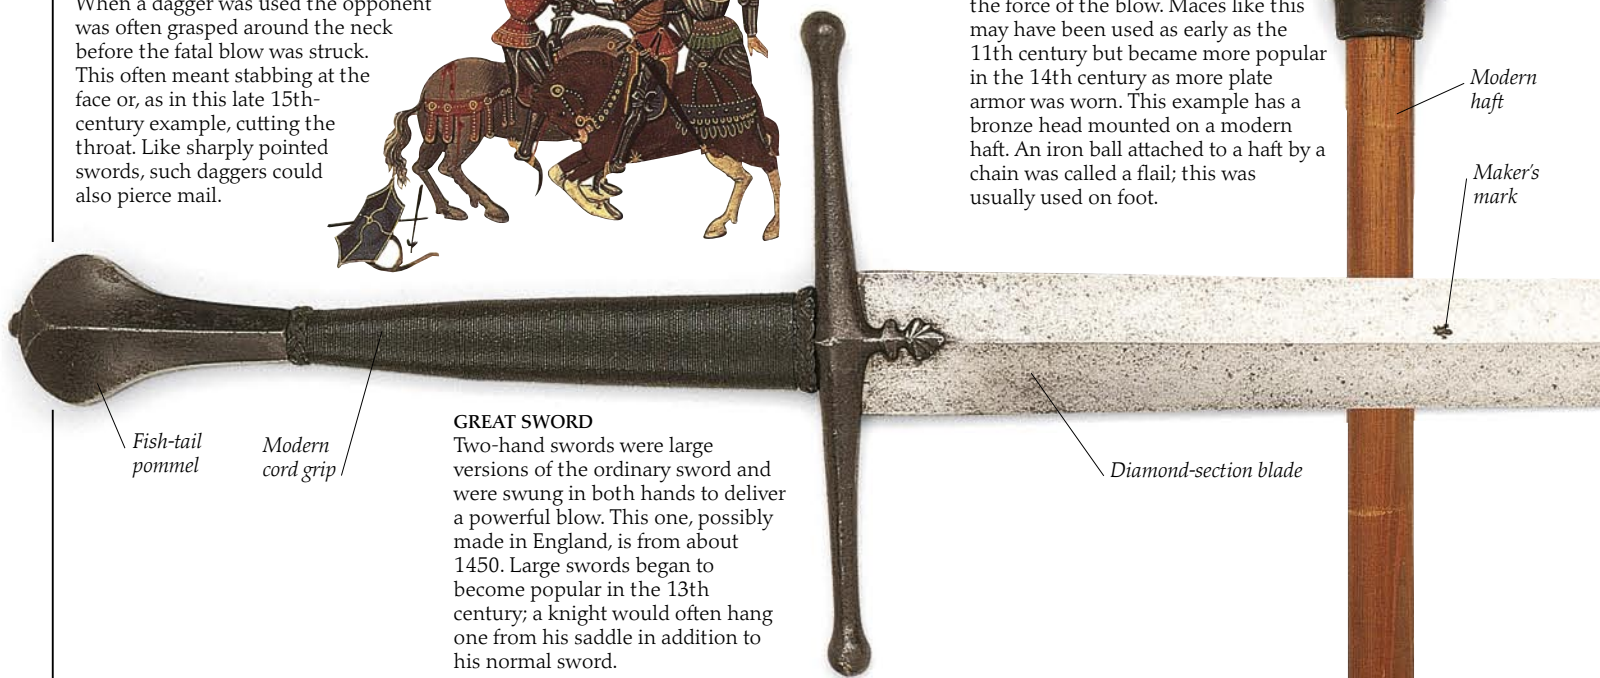 When a dagger was used the opponent
was often grasped around the neck
before the fatal blow was struck.
This often meant stabbing at the
face or, as in this late 15th-
century example, cutting the
throat. Like sharply pointed
swords, such daggers could
also pierce mail.
the force of the blow. Maces like this
may have been used as early as the
11th century but became more popular
in the 14th century as more plate
armor was worn. This example has a
bronze head mounted on a modern
haft. An iron ball attached to a haft by a
chain was called a flail; this was
usually used on foot.
Modern
haft
Maker's
mark
Fish-tail
pommel
Modern
cord grip
GREAT SWORD
Two-hand swords were large
versions of the ordinary sword and
were swung in both hands to deliver
a powerful blow. This one, possibly
made in England, is from about
1450. Large swords began to
become popular in the 13th
century; a knight would often hang
one from his saddle in addition to
his normal sword.
Diamond-section blade